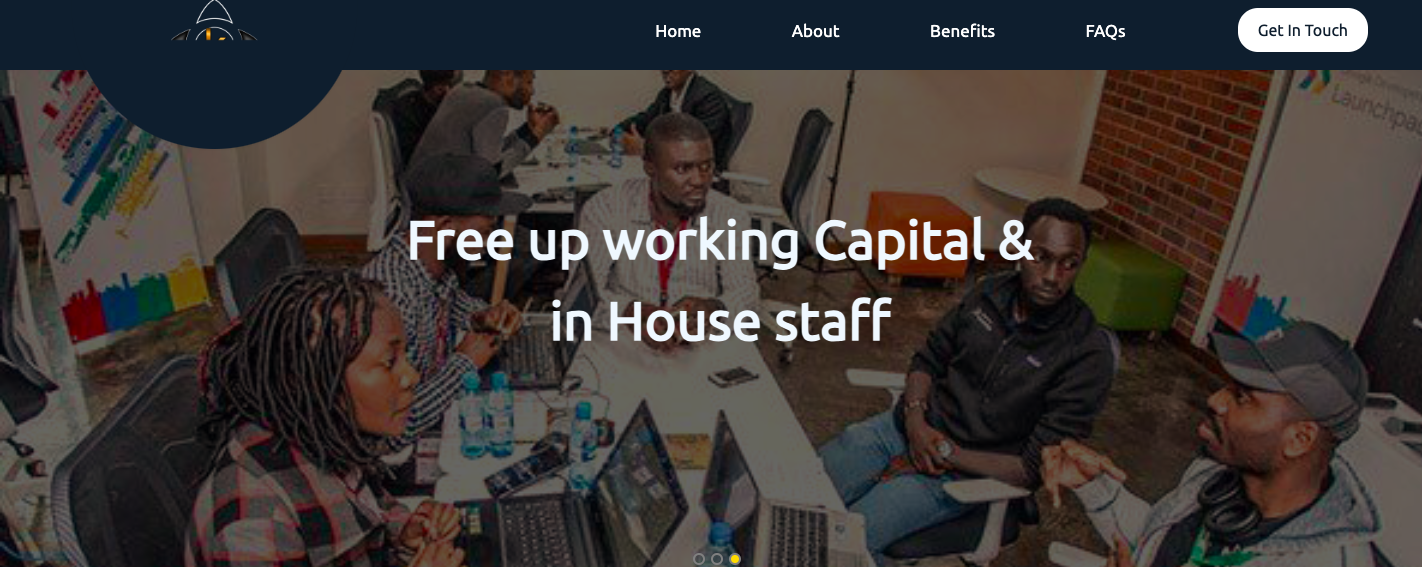 Home About Benefits FAQs Get In Touch
Launchpa
Free up working Capital &
in House staff